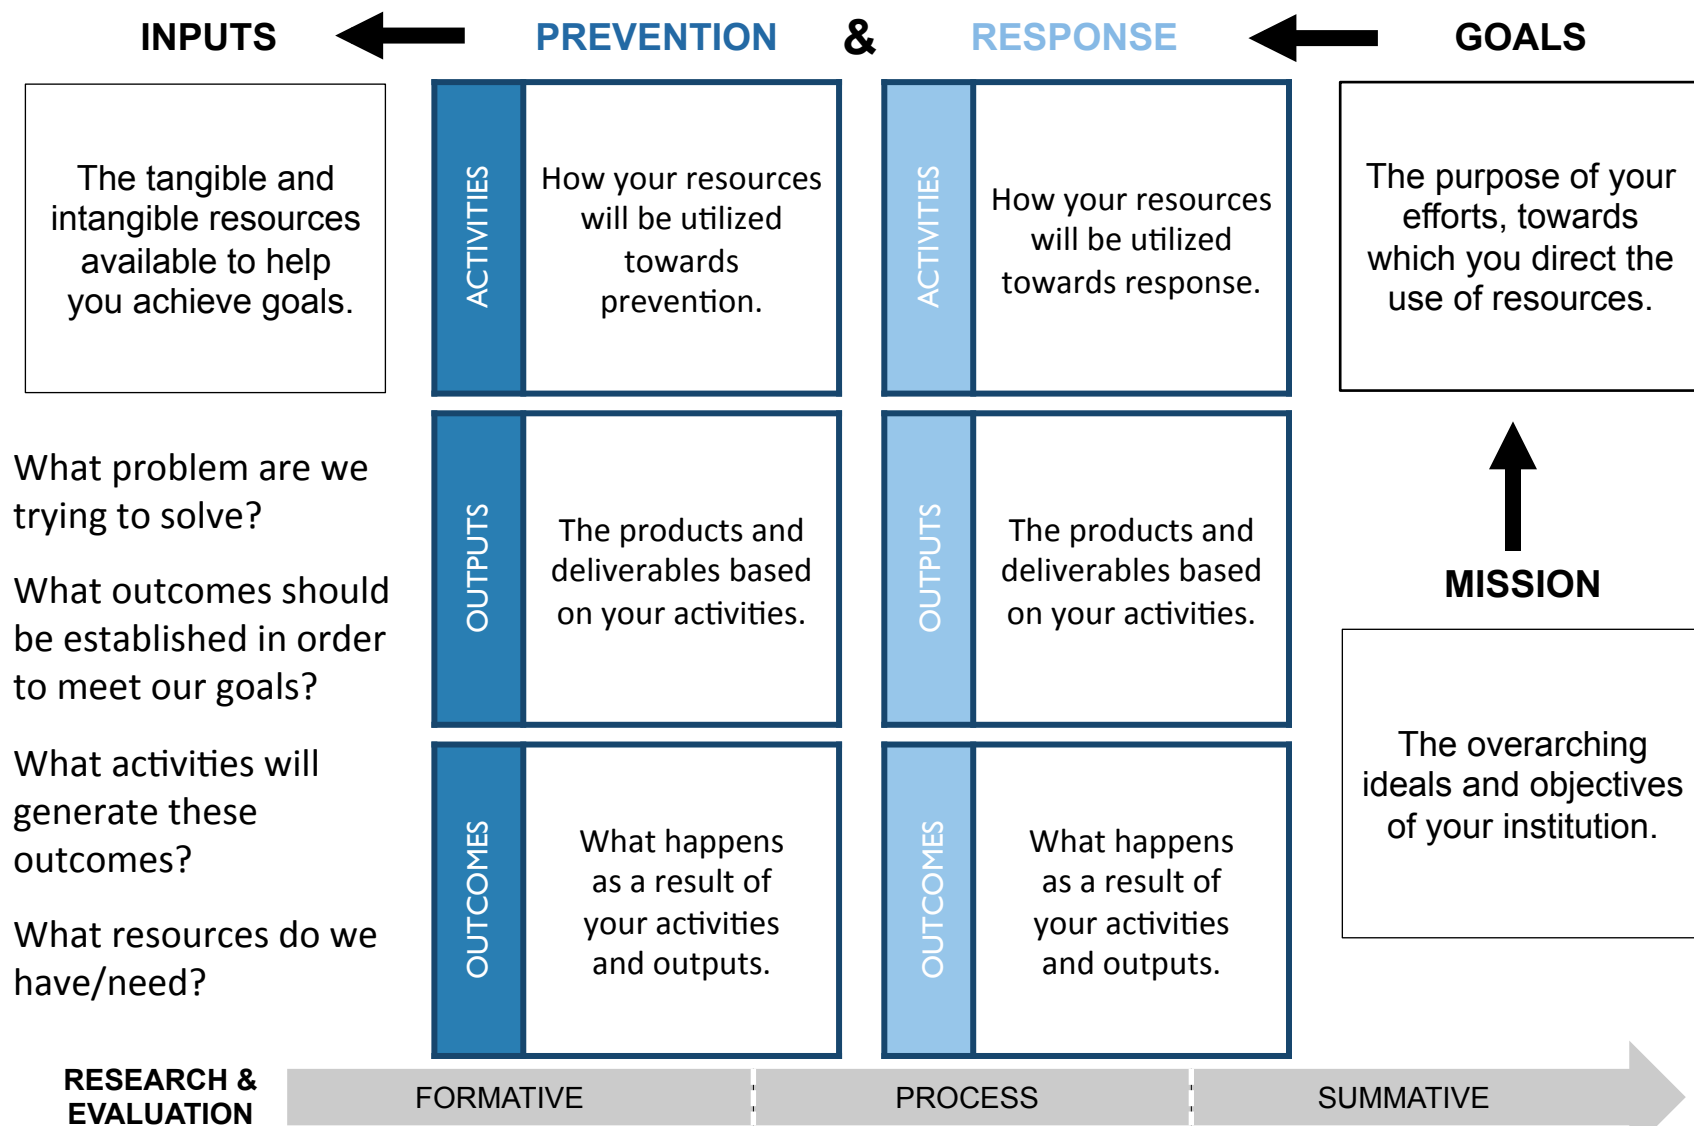 INPUTS
PREVENTION
&
RESPONSE
GOALS
The tangible and
intangible resources
available to help
you achieve goals.
ACTIVITIES
How your resources
will be utilized
towards
prevention.
ACTIVITIES
How your resources
will be utilized
towards response.
The purpose of your
efforts, towards
which you direct the
use of resources.
What problem are we
trying to solve?
What outcomes should
be established in order
to meet our goals?
What activities will
generate these
outcomes?
What resources do we
have/need?
OUTPUTS
The products and
deliverables based
on your activities.
OUTPUTS
The products and
deliverables based
on your activities.
MISSION
The overarching
ideals and objectives
of your institution.
OUTCOMES
What happens
as a result of
your activities
and outputs.
OUTCOMES
What happens
as a result of
your activities
and outputs.
RESEARCH &
EVALUATION
FORMATIVE
PROCESS
SUMMATIVE